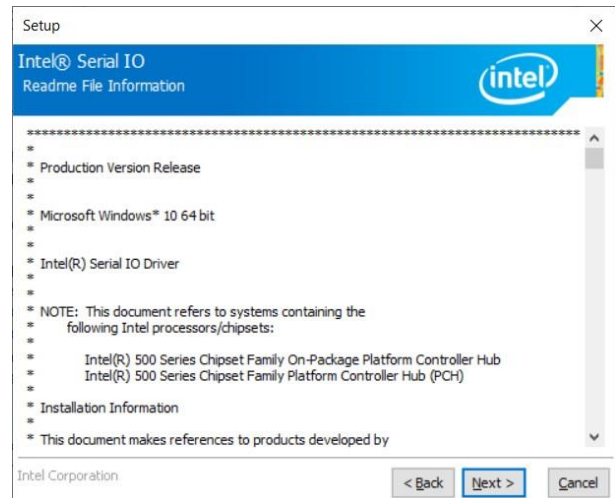 Setup
Intel® Serial IO
Readme File Information
intel
*******************************************************************************
*
* Production Version Release
*
*
* Microsoft Windows* 10 64 bit
*
*
* Intel(R) Serial IO Driver
*
*
* NOTE: This document refers to systems containing the
* following Intel processors/chipsets:
*
* Intel(R) 500 Series Chipset Family On-Package Platform Controller Hub
* Intel(R) 500 Series Chipset Family Platform Controller Hub (PCH)
*
* Installation Information
*
* This document makes references to products developed by
Intel Corporation
< Back Next > Cancel